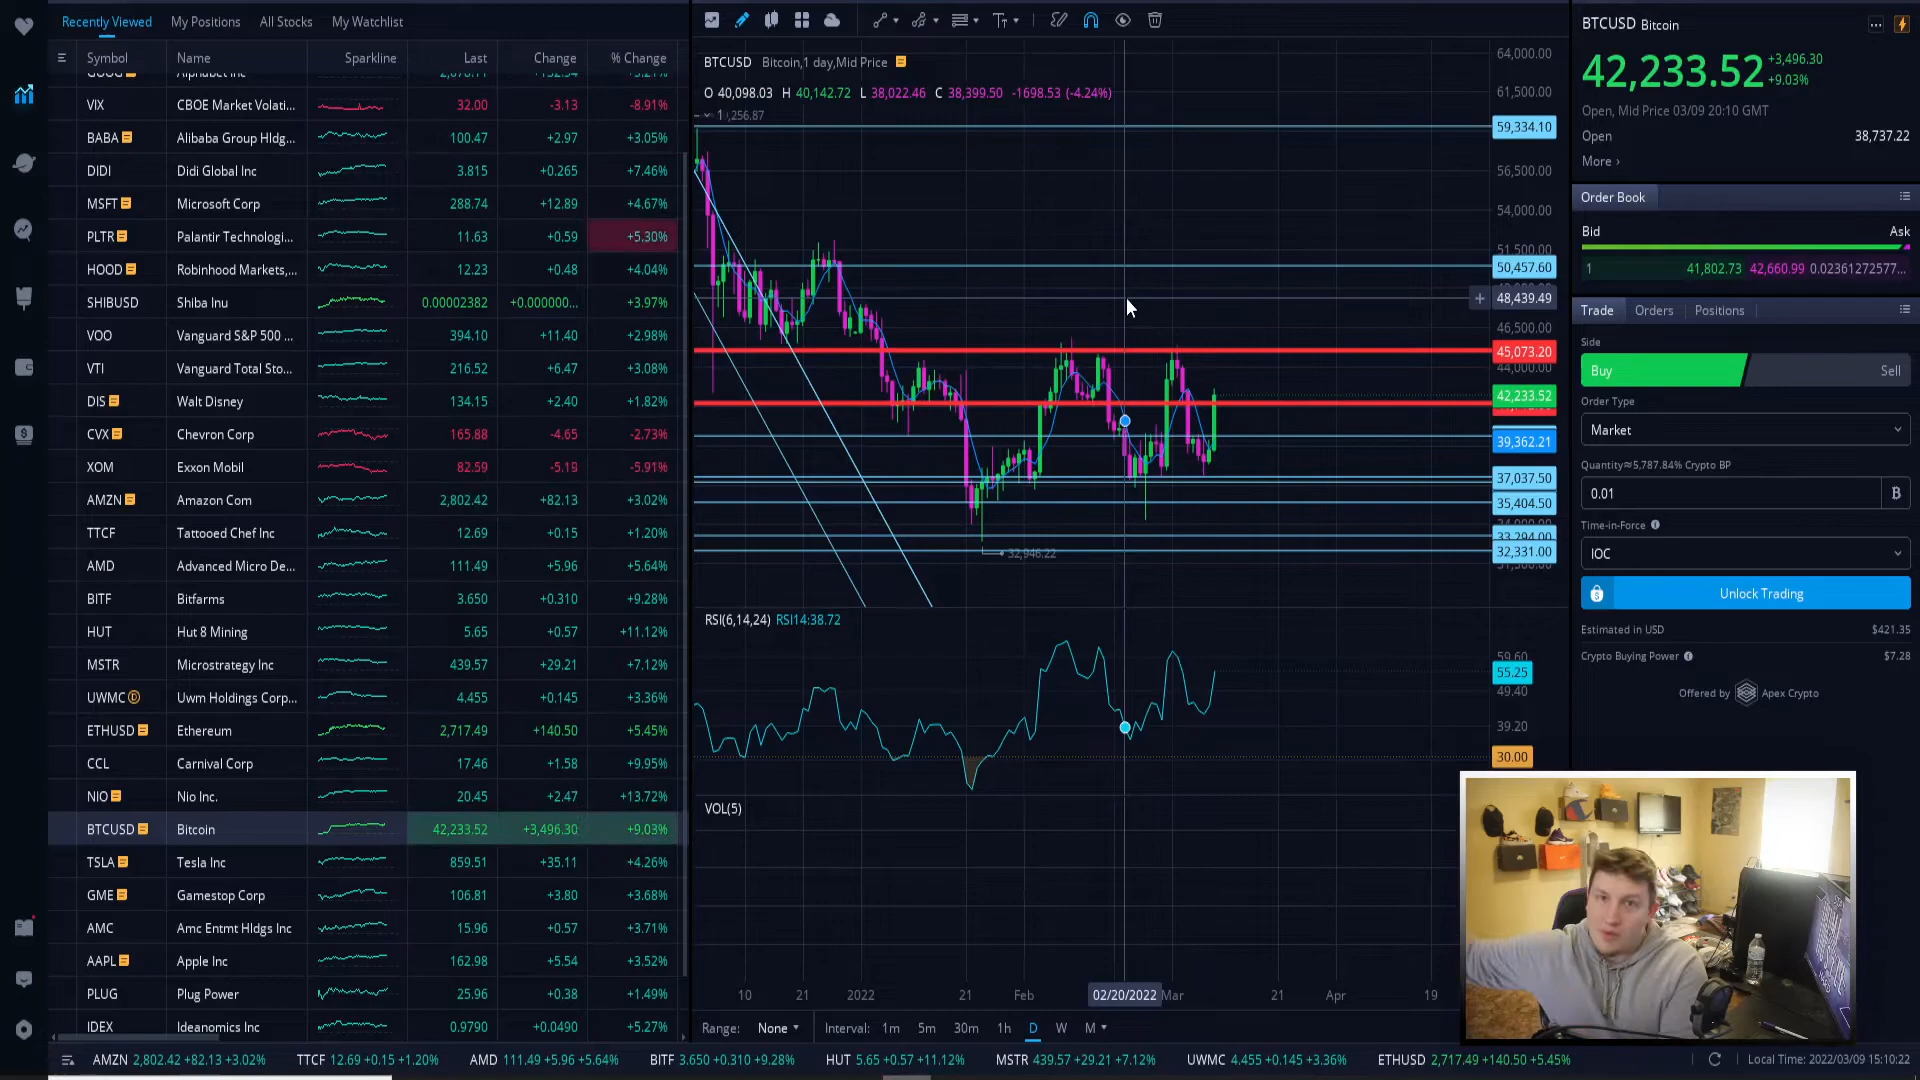 Recently Viewed My Positions All Stocks My Watchlist
Symbol Name Sparkline Last Change % Change
VIX CBOE Market Volati... 32.00 -3.13 -8.91%
BABA Alibaba Group Hldg... 100.47 +2.97 +3.05%
DIDI Didi Global Inc 3.815 +0.265 +7.46%
MSFT Microsoft Corp 288.74 +12.89 +4.67%
PLTR Palantir Technologi... 11.63 +0.59 +5.30%
HOOD Robinhood Markets,... 12.23 +0.48 +4.04%
SHIBUSD Shiba Inu 0.00002382 +0.000000... +3.97%
VOO Vanguard S&P 500 ... 394.10 +11.40 +2.98%
VTI Vanguard Total Sto... 216.52 +6.47 +3.08%
DIS Walt Disney 134.15 +2.40 +1.82%
CVX Chevron Corp 165.88 -4.65 -2.73%
XOM Exxon Mobil 82.59 -5.19 -5.91%
AMZN Amazon Com 2,802.42 +82.13 +3.02%
TTCF Tattooed Chef Inc 12.69 +0.15 +1.20%
AMD Advanced Micro De... 111.49 +5.96 +5.64%
BITF Bitfarms 3.650 +0.310 +9.28%
HUT Hut 8 Mining 5.65 +0.57 +11.12%
MSTR Microstrategy Inc 439.57 +29.21 +7.12%
UWMC Uwm Holdings Corp... 4.455 +0.145 +3.36%
ETHUSD Ethereum 2,717.49 +140.50 +5.45%
CCL Carnival Corp 17.46 +1.58 +9.95%
NIO Nio Inc. 20.45 +2.47 +13.72%
BTCUSD Bitcoin 42,233.52 +3,496.30 +9.03%
TSLA Tesla Inc 859.51 +35.11 +4.26%
GME Gamestop Corp 106.81 +3.80 +3.68%
AMC Amc Entmt Hldgs Inc 15.96 +0.57 +3.71%
AAPL Apple Inc 162.98 +5.54 +3.52%
PLUG Plug Power 25.96 +0.38 +1.49%
IDEX Ideanomics Inc 0.9790 +0.0490 +5.27%
BTCUSD Bitcoin,1 day,Mid Price
O 40,098.03 H 40,142.72 L 38,022.46 C 38,399.50 -1698.53 (-4.24%)
64,000.00
61,500.00
59,334.10
56,500.00
54,000.00
51,500.00
50,457.60
48,439.49
46,500.00
45,073.20
44,000.00
42,233.52
39,362.21
37,037.50
35,404.50
33,294.00
32,331.00
32,946.22
RSI(6,14,24) RSI14:38.72
59.60
55.25
49.40
39.20
30.00
VOL(5)
10 21 2022 21 Feb 02/20/2022 Mar 21 Apr 19
Range: None Interval: 1m 5m 30m 1h D W M
BTCUSD Bitcoin
42,233.52 +3,496.30
+9.03%
Open, Mid Price 03/09 20:10 GMT
Open 38,737.22
More ›
Order Book
Bid Ask
1 41,802.73 42,660.99 0.02361272577...
Trade Orders Positions
Side
Buy Sell
Order Type
Market
Quantity≈5,787.84% Crypto BP
0.01
Time-in-Force
IOC
Unlock Trading
Estimated in USD $421.35
Crypto Buying Power $7.28
Offered by Apex Crypto
AMZN 2,802.42 +82.13 +3.02% TTCF 12.69 +0.15 +1.20% AMD 111.49 +5.96 +5.64% BITF 3.650 +0.310 +9.28% HUT 5.65 +0.57 +11.12% MSTR 439.57 +29.21 +7.12% UWMC 4.455 +0.145 +3.36% ETHUSD 2,717.49 +140.50 +5.45% Local Time: 2022/03/09 15:10:22